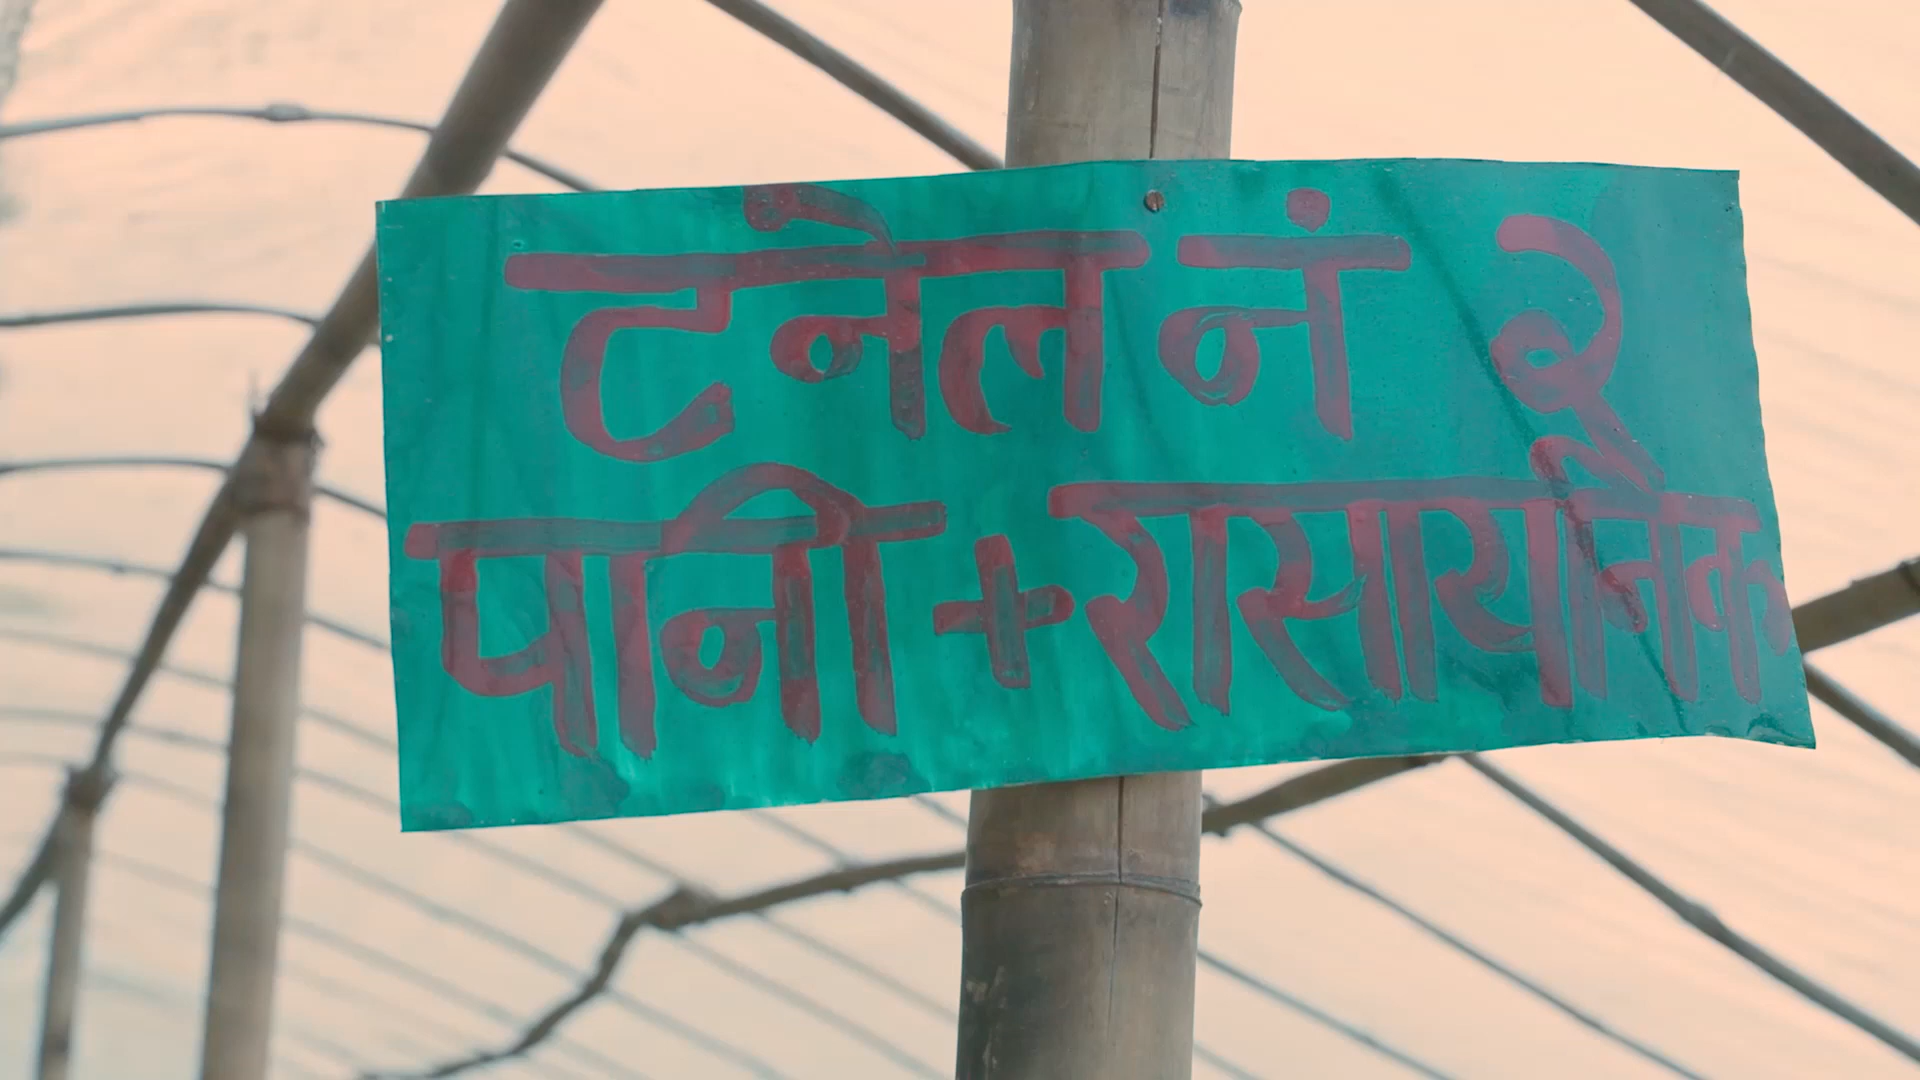 टनेल नं २
पानी + रासायनिक